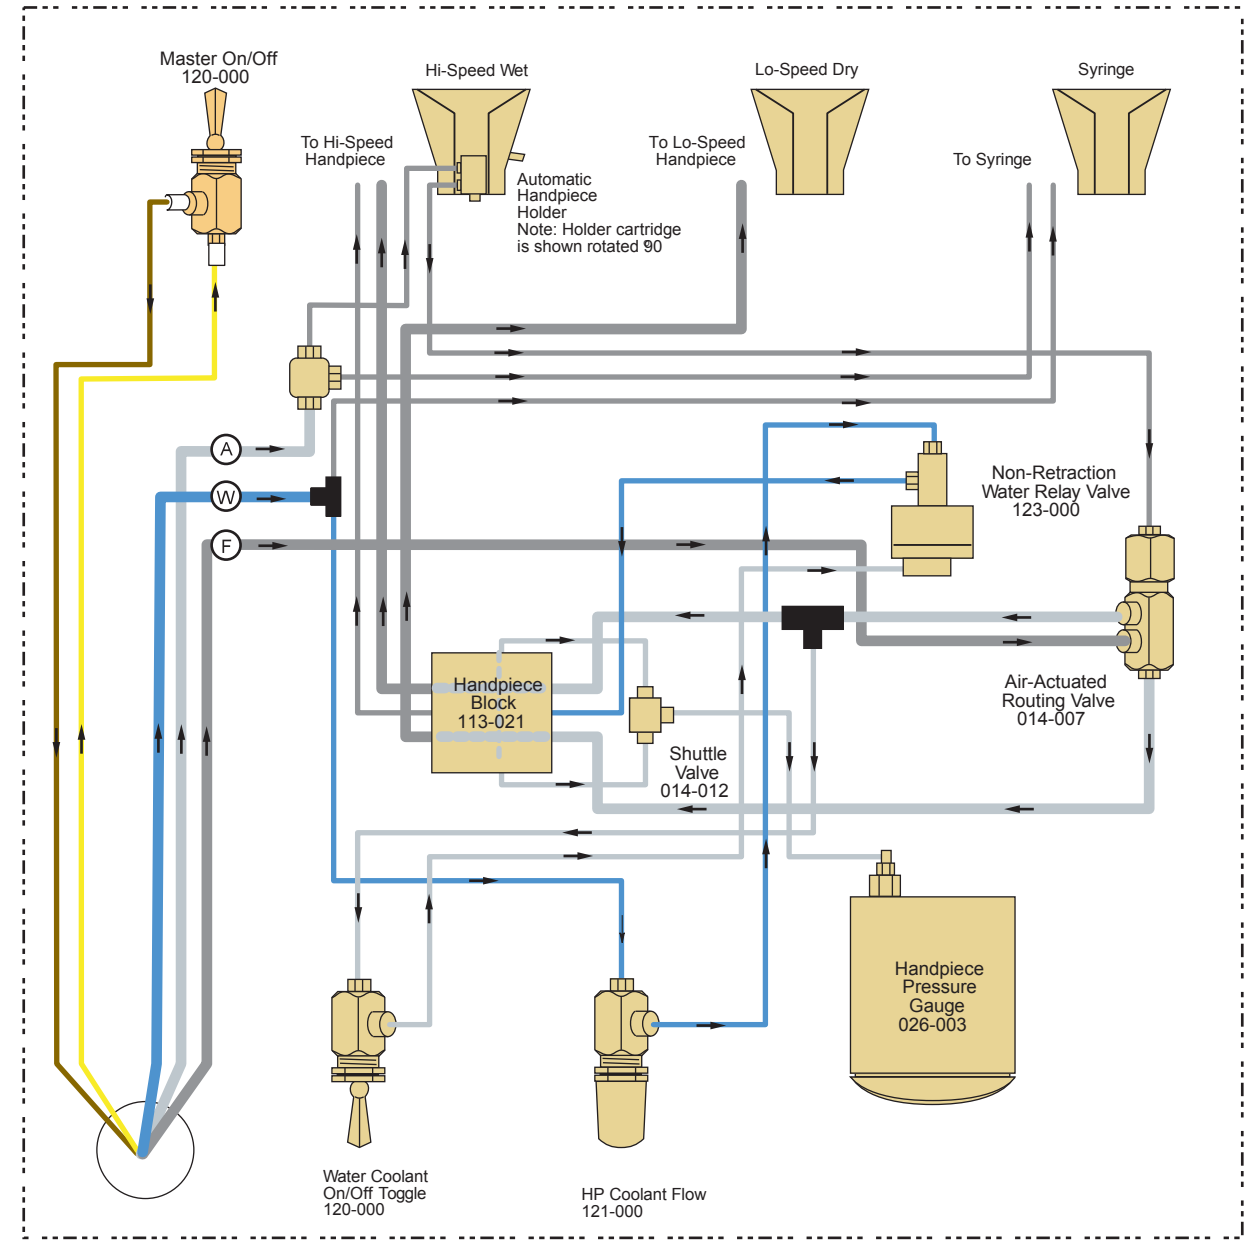 Master On/Off
120-000
Hi-Speed Wet
Lo-Speed Dry
Syringe
To Hi-Speed
Handpiece
To Lo-Speed
Handpiece
To Syringe
Automatic
Handpiece
Holder
Note: Holder cartridge
is shown rotated 90
A
W
F
Non-Retraction
Water Relay Valve
123-000
Handpiece
Block
113-021
Shuttle
Valve
014-012
Air-Actuated
Routing Valve
014-007
Handpiece
Pressure
Gauge
026-003
Water Coolant
On/Off Toggle
120-000
HP Coolant Flow
121-000